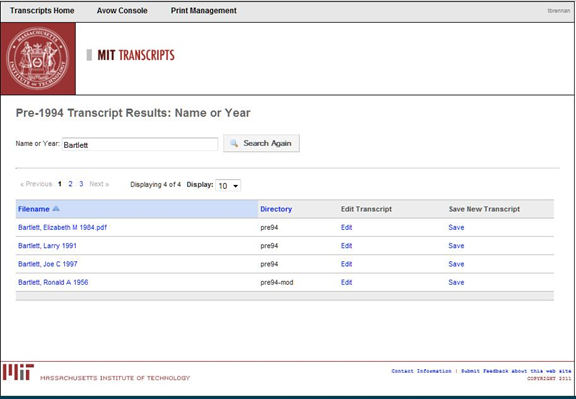 Transcripts Home Avow Console Print Management tbrennan
MIT TRANSCRIPTS
Pre-1994 Transcript Results: Name or Year
Name or Year: Bartlett Search Again
« Previous 1 2 3 Next » Displaying 4 of 4 Display: 10
Filename Directory Edit Transcript Save New Transcript
Bartlett, Elizabeth M 1984.pdf pre94 Edit Save
Bartlett, Larry 1991 pre94 Edit Save
Bartlett, Joe C 1997 pre94 Edit Save
Bartlett, Ronald A 1956 pre94-mod Edit Save
Contact Information | Submit Feedback about this web site
MIT MASSACHUSETTS INSTITUTE OF TECHNOLOGY
COPYRIGHT 2011